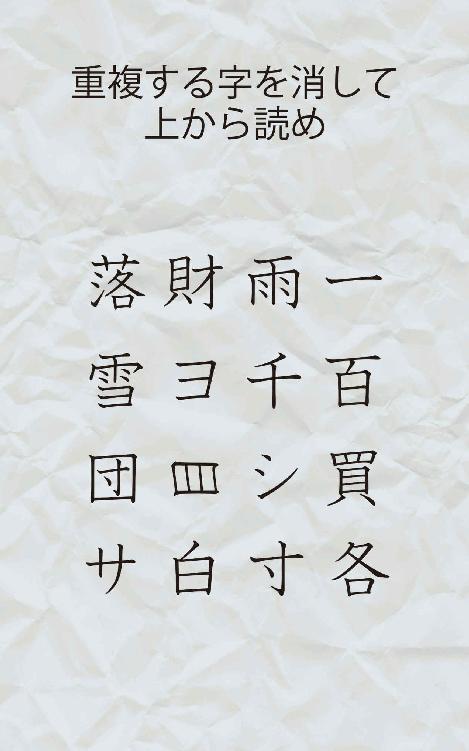 重複する字を消して
上から読め
落 財 雨 一
雪 ヨ 千 百
団 罒 シ 買
サ 白 寸 各